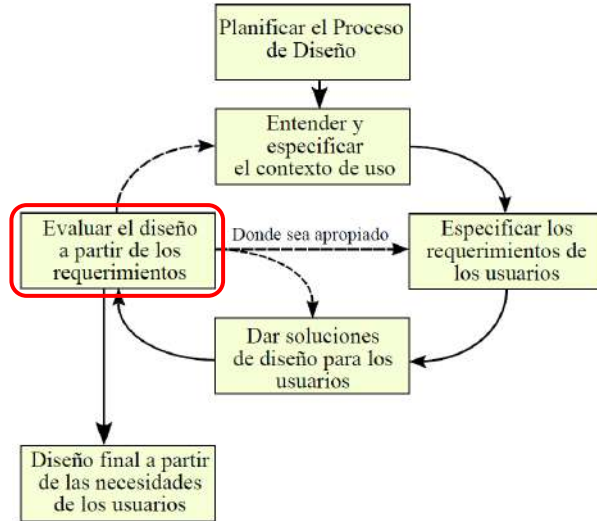 Planificar el Proceso
de Diseño
Entender y
especificar
el contexto de uso
Evaluar el diseño
a partir de los
requerimientos
Donde sea apropiado
Especificar los
requerimientos de
los usuarios
Dar soluciones
de diseño para los
usuarios
Diseño final a partir
de las necesidades
de los usuarios